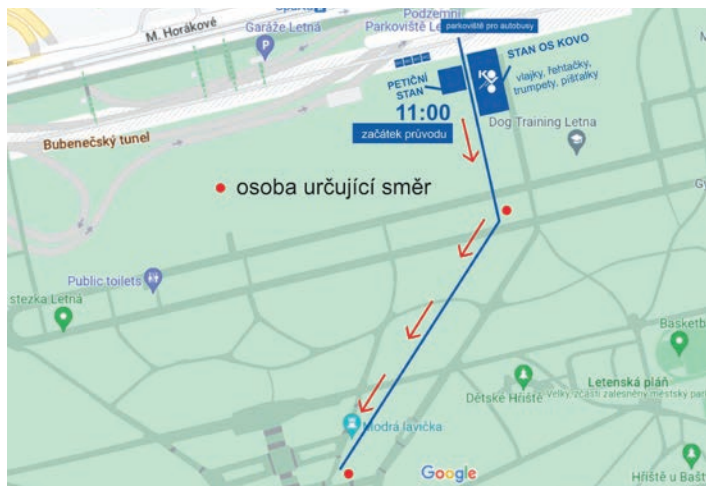 Sparta
M. Horákové
Garáže Letná
P
Podzemní
Parkoviště Le
parkoviště pro autobusy
STAN OS KOVO
vlajky, řehtačky,
trumpety, píšťalky
PETIČNÍ
STAN
11:00
začátek průvodu
K
Bubenečský tunel
Dog Training Letna
osoba určující směr
Public toilets
stezka Letná
Basketb
Letenská pláň
Velký, zčásti zalesněný městský park
Dětské Hřiště
Modrá lavička
Google
Hřiště u Bašt